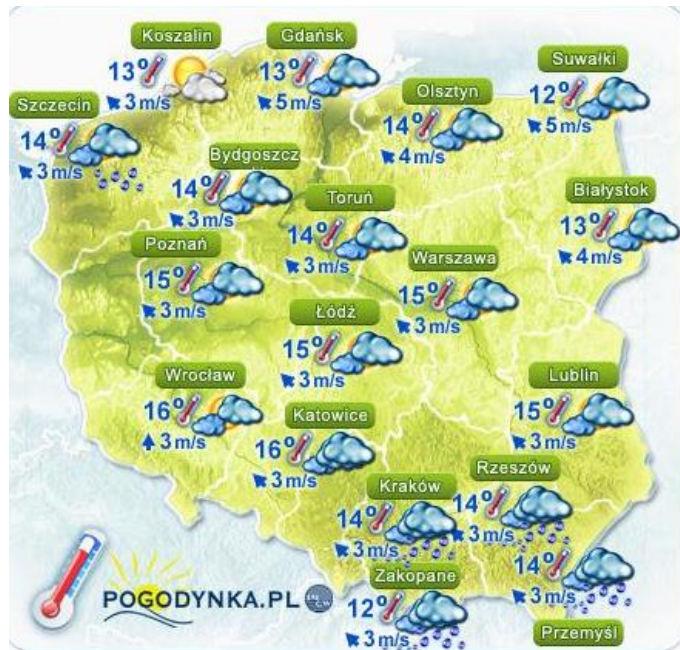 Koszalin
13°
3 m/s
Gdańsk
13°
5 m/s
Suwałki
12°
5 m/s
Szczecin
14°
3 m/s
Olsztyn
14°
4 m/s
Bydgoszcz
14°
3 m/s
Toruń
14°
3 m/s
Białystok
13°
4 m/s
Poznań
15°
3 m/s
Warszawa
15°
3 m/s
Łódź
15°
3 m/s
Wrocław
16°
3 m/s
Katowice
16°
3 m/s
Lublin
15°
3 m/s
Kraków
14°
3 m/s
Rzeszów
14°
3 m/s
Zakopane
12°
3 m/s
14°
3 m/s
Przemyśl
POGODYNKA.PL